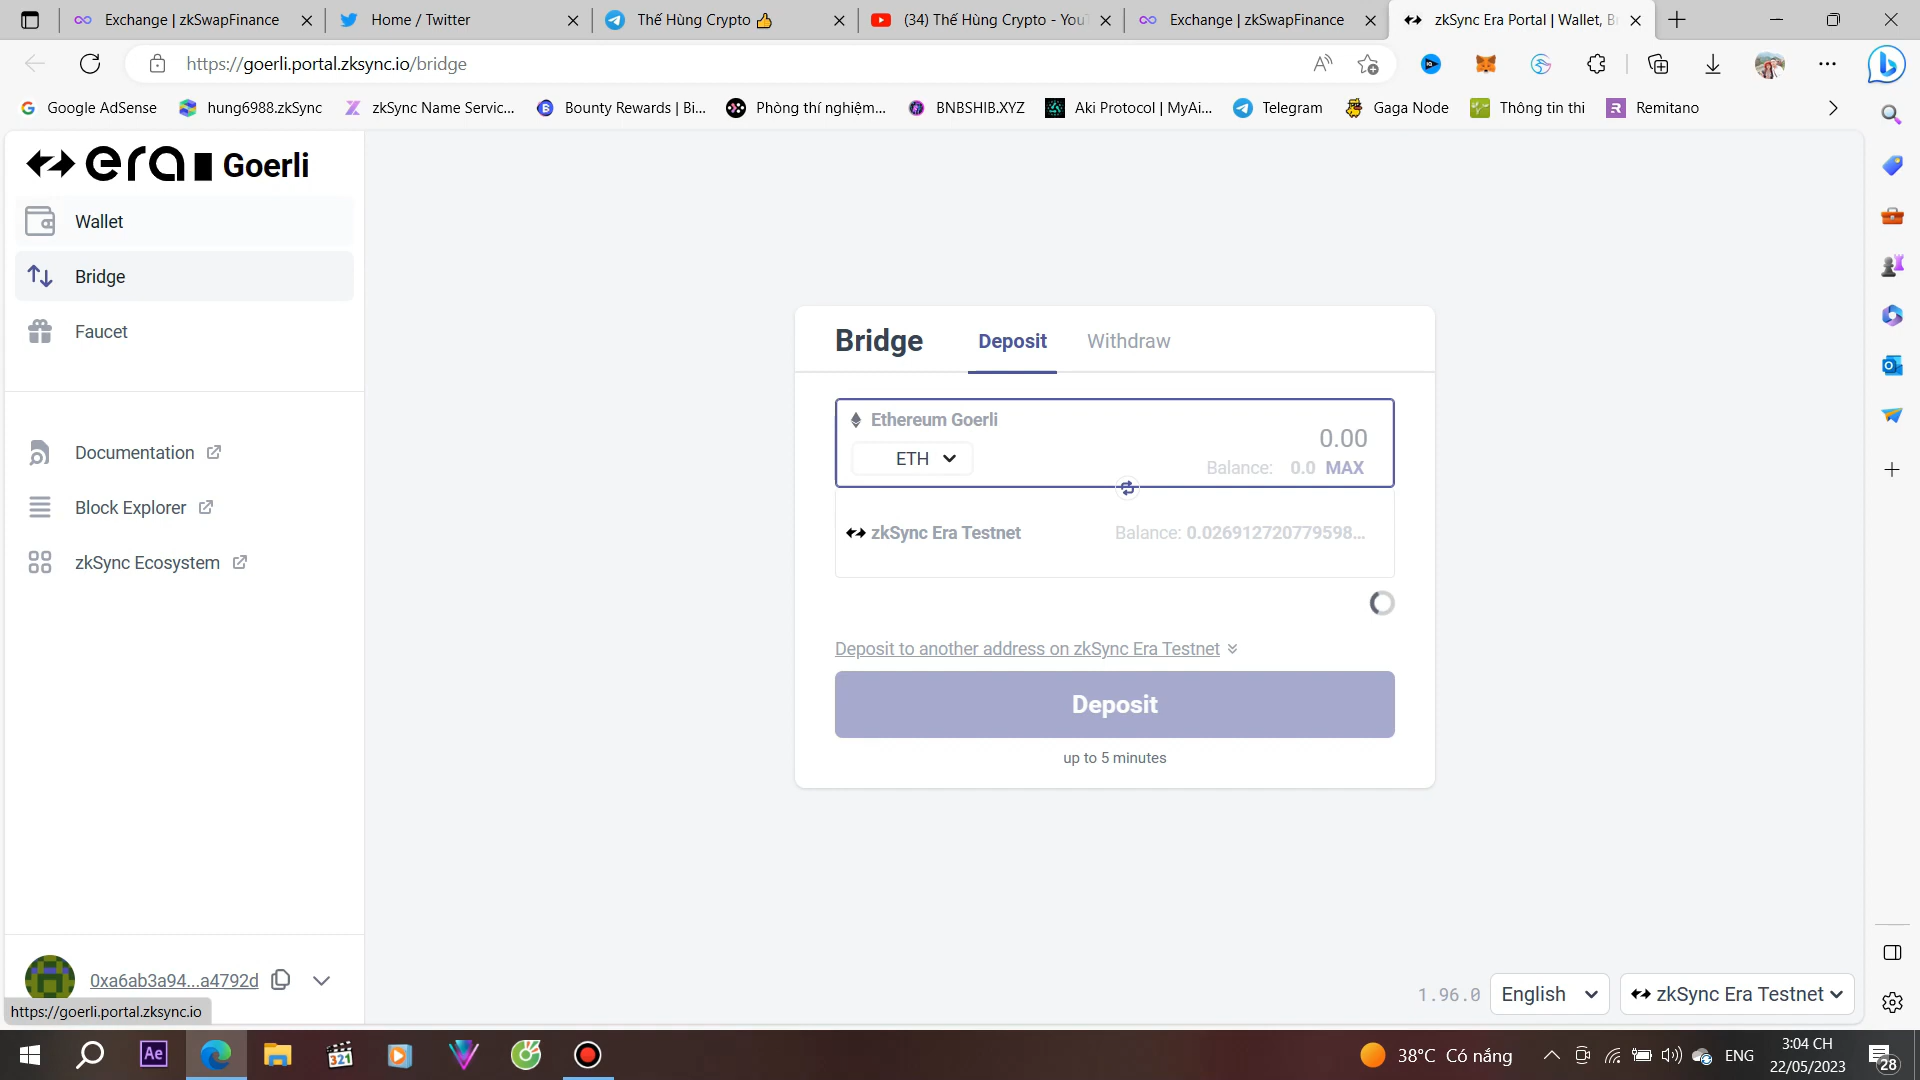 Exchange | zkSwapFinance
Home / Twitter
Thế Hùng Crypto 👍
(34) Thế Hùng Crypto - YouT
Exchange | zkSwapFinance
zkSync Era Portal | Wallet, Br
https://goerli.portal.zksync.io/bridge
Google AdSense
hung6988.zkSync
zkSync Name Servic...
Bounty Rewards | Bi...
Phòng thí nghiệm...
BNBSHIB.XYZ
Aki Protocol | MyAi...
Telegram
Gaga Node
Thông tin thi
Remitano
era Goerli
Wallet
Bridge
Faucet
Documentation
Block Explorer
zkSync Ecosystem
Bridge
Deposit
Withdraw
Ethereum Goerli
0.00
ETH
Balance: 0.0 MAX
zkSync Era Testnet
Balance: 0.026912720779598...
Deposit to another address on zkSync Era Testnet
Deposit
up to 5 minutes
0xa6ab3a94...a4792d
https://goerli.portal.zksync.io
1.96.0
English
zkSync Era Testnet
Ae
321
38°C Có nắng
ENG
3:04 CH
22/05/2023
28